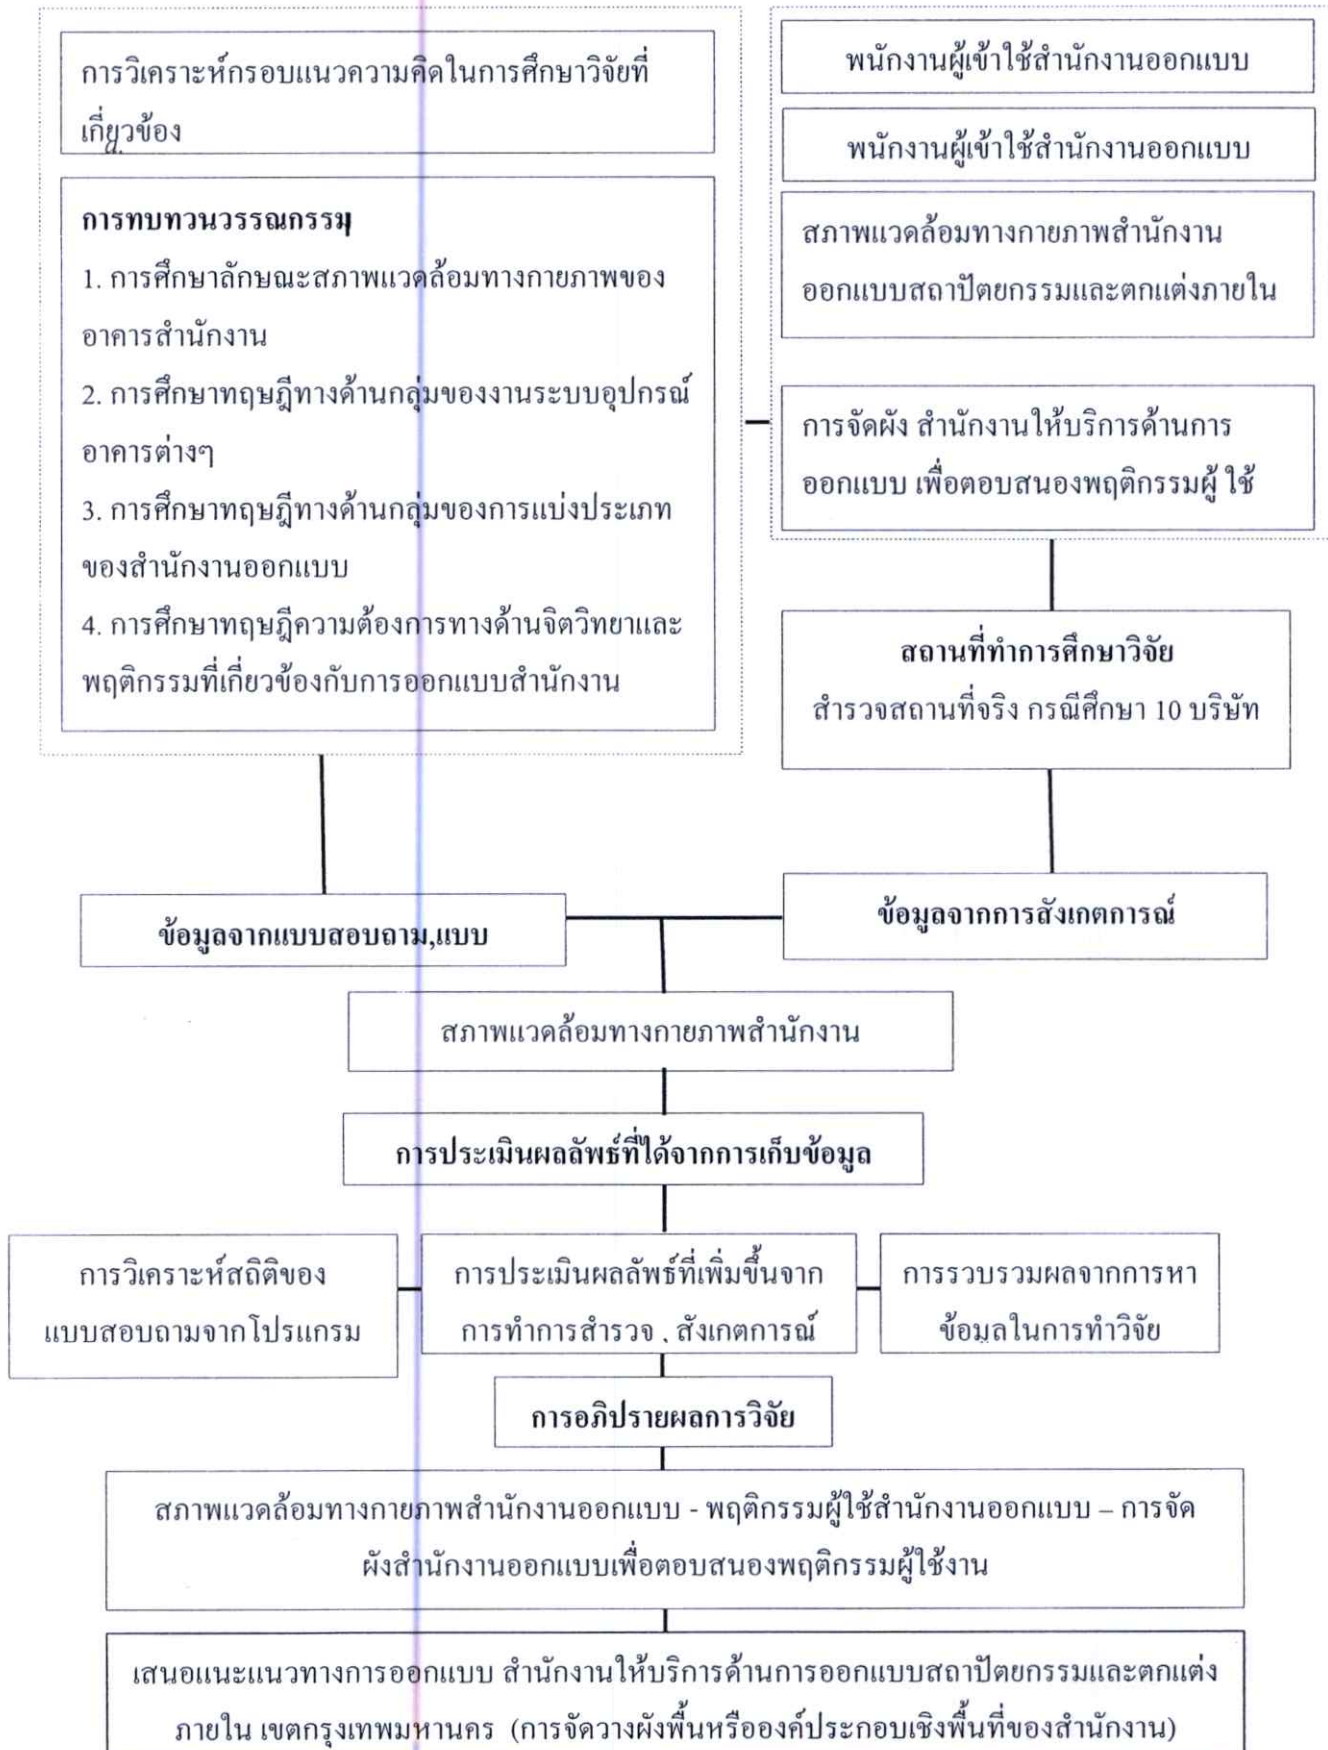 การวิเคราะห์กรอบแนวความคิดในการศึกษาวิจัยที่
เกี่ยวข้อง
การทบทวนวรรณกรรม
1. การศึกษาลักษณะสภาพแวดล้อมทางกายภาพของ
อาคารสำนักงาน
2. การศึกษาทฤษฎีทางด้านกลุ่มของงานระบบอุปกรณ์
อาคารต่างๆ
3. การศึกษาทฤษฎีทางด้านกลุ่มของการแบ่งประเภท
ของสำนักงานออกแบบ
4. การศึกษาทฤษฎีความต้องการทางด้านจิตวิทยาและ
พฤติกรรมที่เกี่ยวข้องกับการออกแบบสำนักงาน
พนักงานผู้เข้าใช้สำนักงานออกแบบ
พนักงานผู้เข้าใช้สำนักงานออกแบบ
สภาพแวดล้อมทางกายภาพสำนักงาน
ออกแบบสถาปัตยกรรมและตกแต่งภายใน
การจัดผัง สำนักงานให้บริการด้านการ
ออกแบบ เพื่อตอบสนองพฤติกรรมผู้ ใช้
สถานที่ทำการศึกษาวิจัย
สำรวจสถานที่จริง กรณีศึกษา 10 บริษัท
ข้อมูลจากแบบสอบถาม,แบบ
ข้อมูลจากการสังเกตการณ์
สภาพแวดล้อมทางกายภาพสำนักงาน
การประเมินผลลัพธ์ที่ได้จากการเก็บข้อมูล
การวิเคราะห์สถิติของ
แบบสอบถามจากโปรแกรม
การประเมินผลลัพธ์ที่เพิ่มขึ้นจาก
การทำการสำรวจ , สังเกตการณ์
การรวบรวมผลจากการหา
ข้อมูลในการทำวิจัย
การอภิปรายผลการวิจัย
สภาพแวดล้อมทางกายภาพสำนักงานออกแบบ - พฤติกรรมผู้ใช้สำนักงานออกแบบ – การจัด
ผังสำนักงานออกแบบเพื่อตอบสนองพฤติกรรมผู้ใช้งาน
เสนอแนะแนวทางการออกแบบ สำนักงานให้บริการด้านการออกแบบสถาปัตยกรรมและตกแต่ง
ภายใน เขตกรุงเทพมหานคร (การจัดวางผังพื้นหรือองค์ประกอบเชิงพื้นที่ของสำนักงาน)